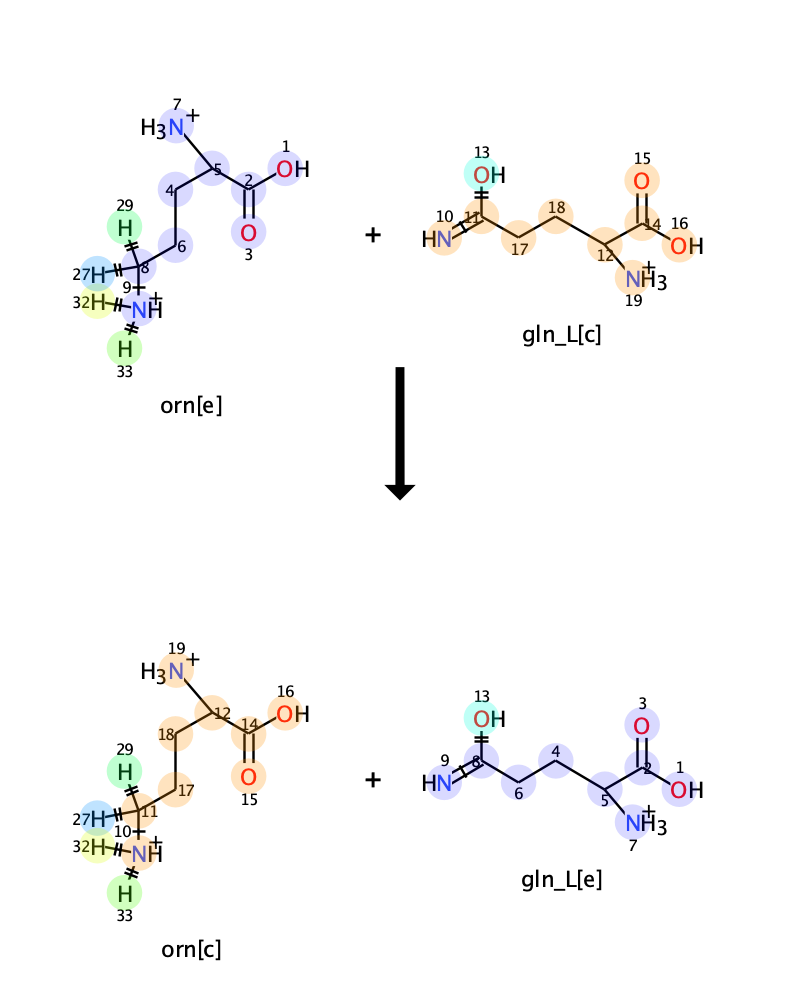 7
H3N+
1
OH
5
2
4
29
H
O
3
6
27H
8
9
32H
NH+
H
33
orn[e]
+
13
OH
15
O
10
11
HN
18
14
16
OH
17
12
NH3+
19
gln_L[c]
19
H3N+
16
OH
12
14
18
29
H
O
15
17
27H
11
10
32H
NH+
H
33
orn[c]
+
13
OH
3
O
9
8
HN
4
2
1
OH
6
5
NH3+
7
gln_L[e]